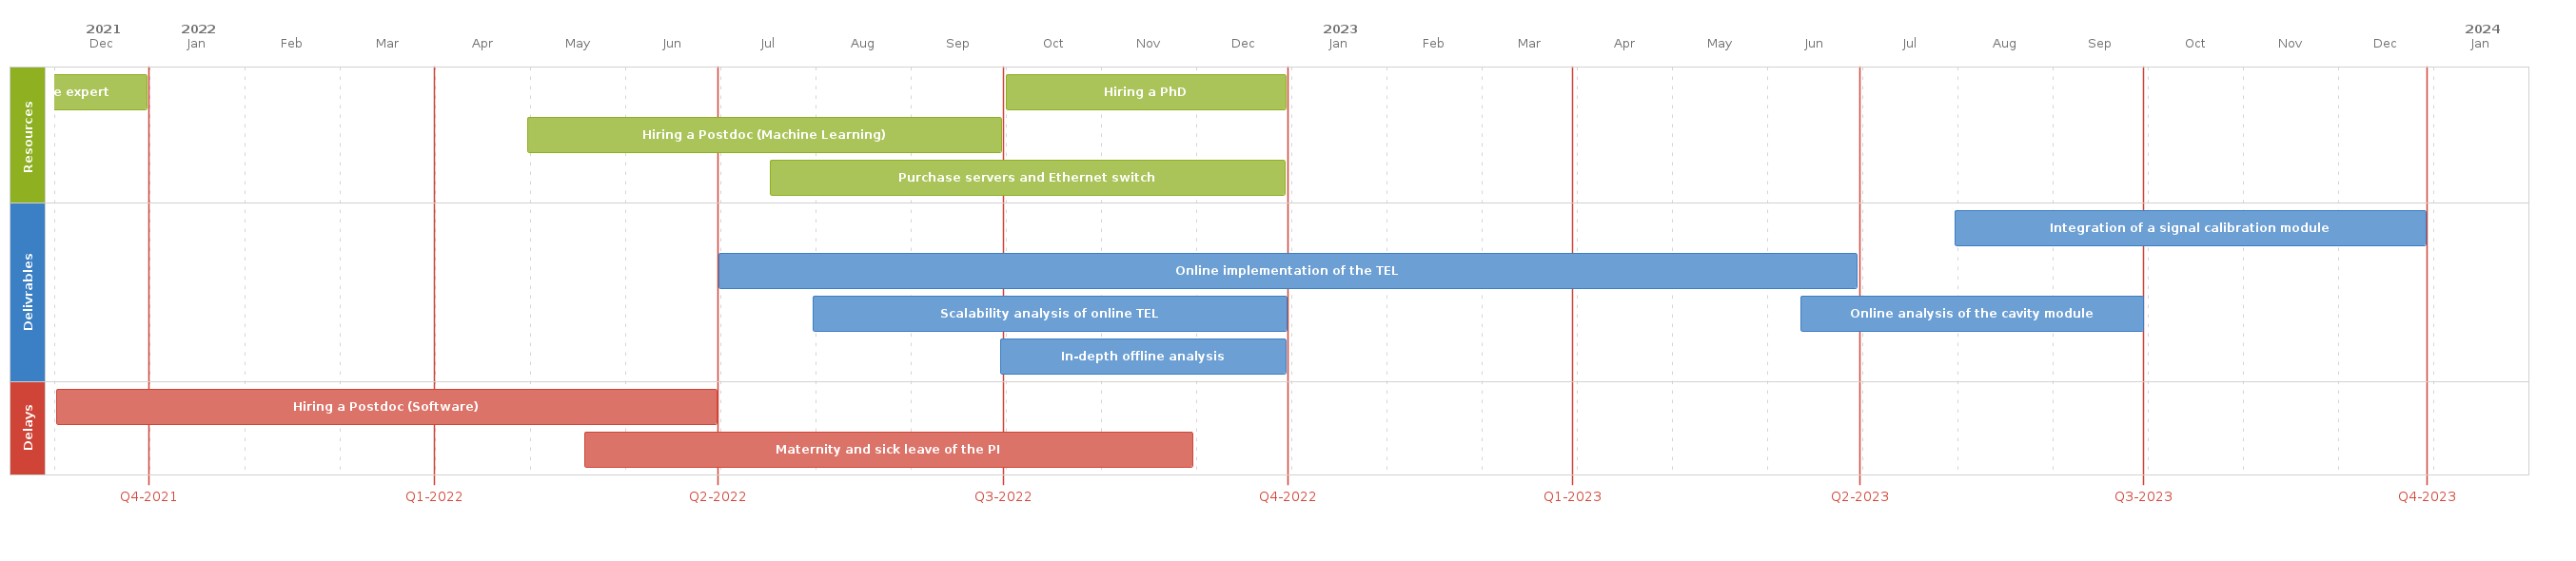 2021 2022 2023 2024
Dec Jan Feb Mar Apr May Jun Jul Aug Sep Oct Nov Dec Jan Feb Mar Apr May Jun Jul Aug Sep Oct Nov Dec Jan
Resources
e expert
Hiring a PhD
Hiring a Postdoc (Machine Learning)
Purchase servers and Ethernet switch
Delivrables
Integration of a signal calibration module
Online implementation of the TEL
Scalability analysis of online TEL
Online analysis of the cavity module
In-depth offline analysis
Delays
Hiring a Postdoc (Software)
Maternity and sick leave of the PI
Q4-2021 Q1-2022 Q2-2022 Q3-2022 Q4-2022 Q1-2023 Q2-2023 Q3-2023 Q4-2023